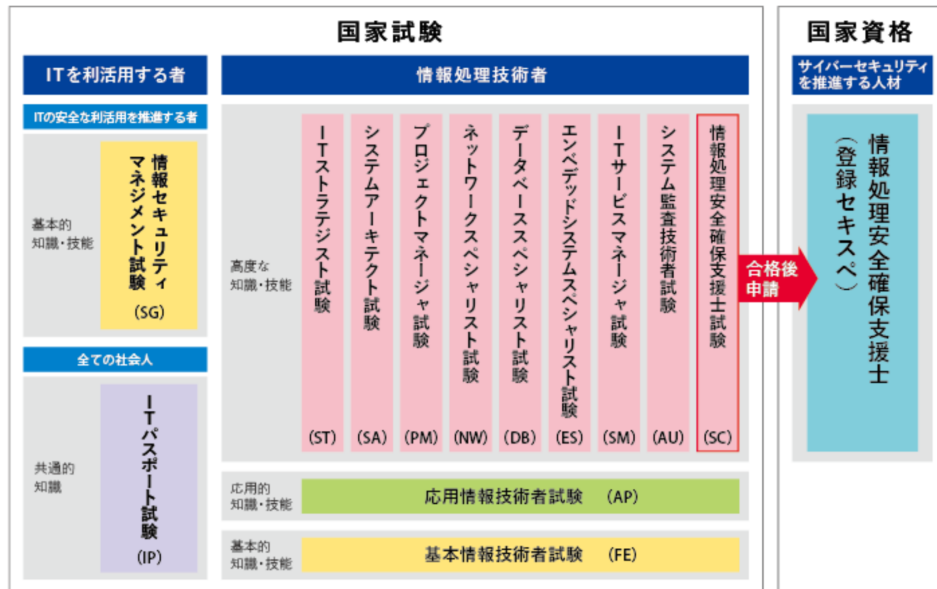 国家試験
国家資格
ITを利活用する者
情報処理技術者
サイバーセキュリティ
を推進する人材
ITの安全な利活用を推進する者
基本的
知識・技能
情報セキュリティ
マネジメント試験
(SG)
全ての社会人
共通的
知識
ITパスポート試験
(IP)
高度な
知識・技能
ITストラテジスト試験
(ST)
システムアーキテクト試験
(SA)
プロジェクトマネージャ試験
(PM)
ネットワークスペシャリスト試験
(NW)
データベーススペシャリスト試験
(DB)
エンベデッドシステムスペシャリスト試験
(ES)
ITサービスマネージャ試験
(SM)
システム監査技術者試験
(AU)
情報処理安全確保支援士試験
(SC)
応用的
知識・技能
応用情報技術者試験 (AP)
基本的
知識・技能
基本情報技術者試験 (FE)
合格後
申請
情報処理安全確保支援士
(登録セキスペ)